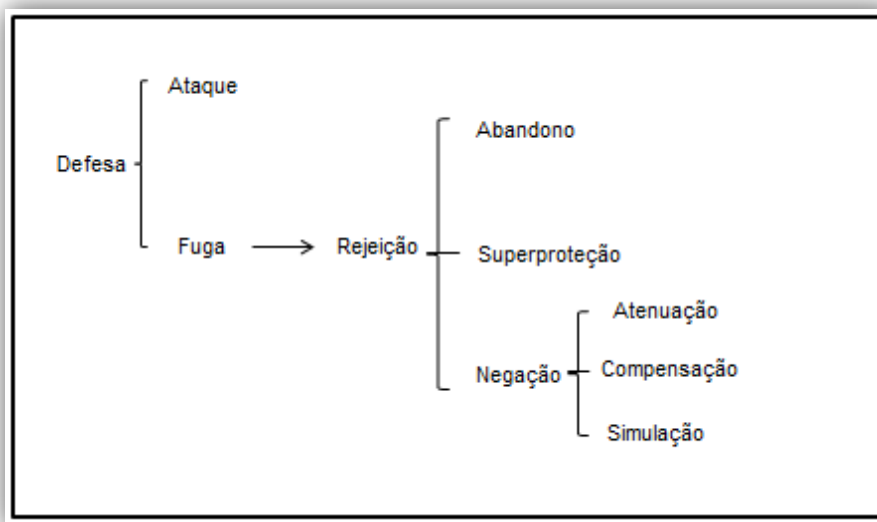 Ataque
Abandono
Defesa
Fuga
Rejeição
Superproteção
Atenuação
Negação
Compensação
Simulação